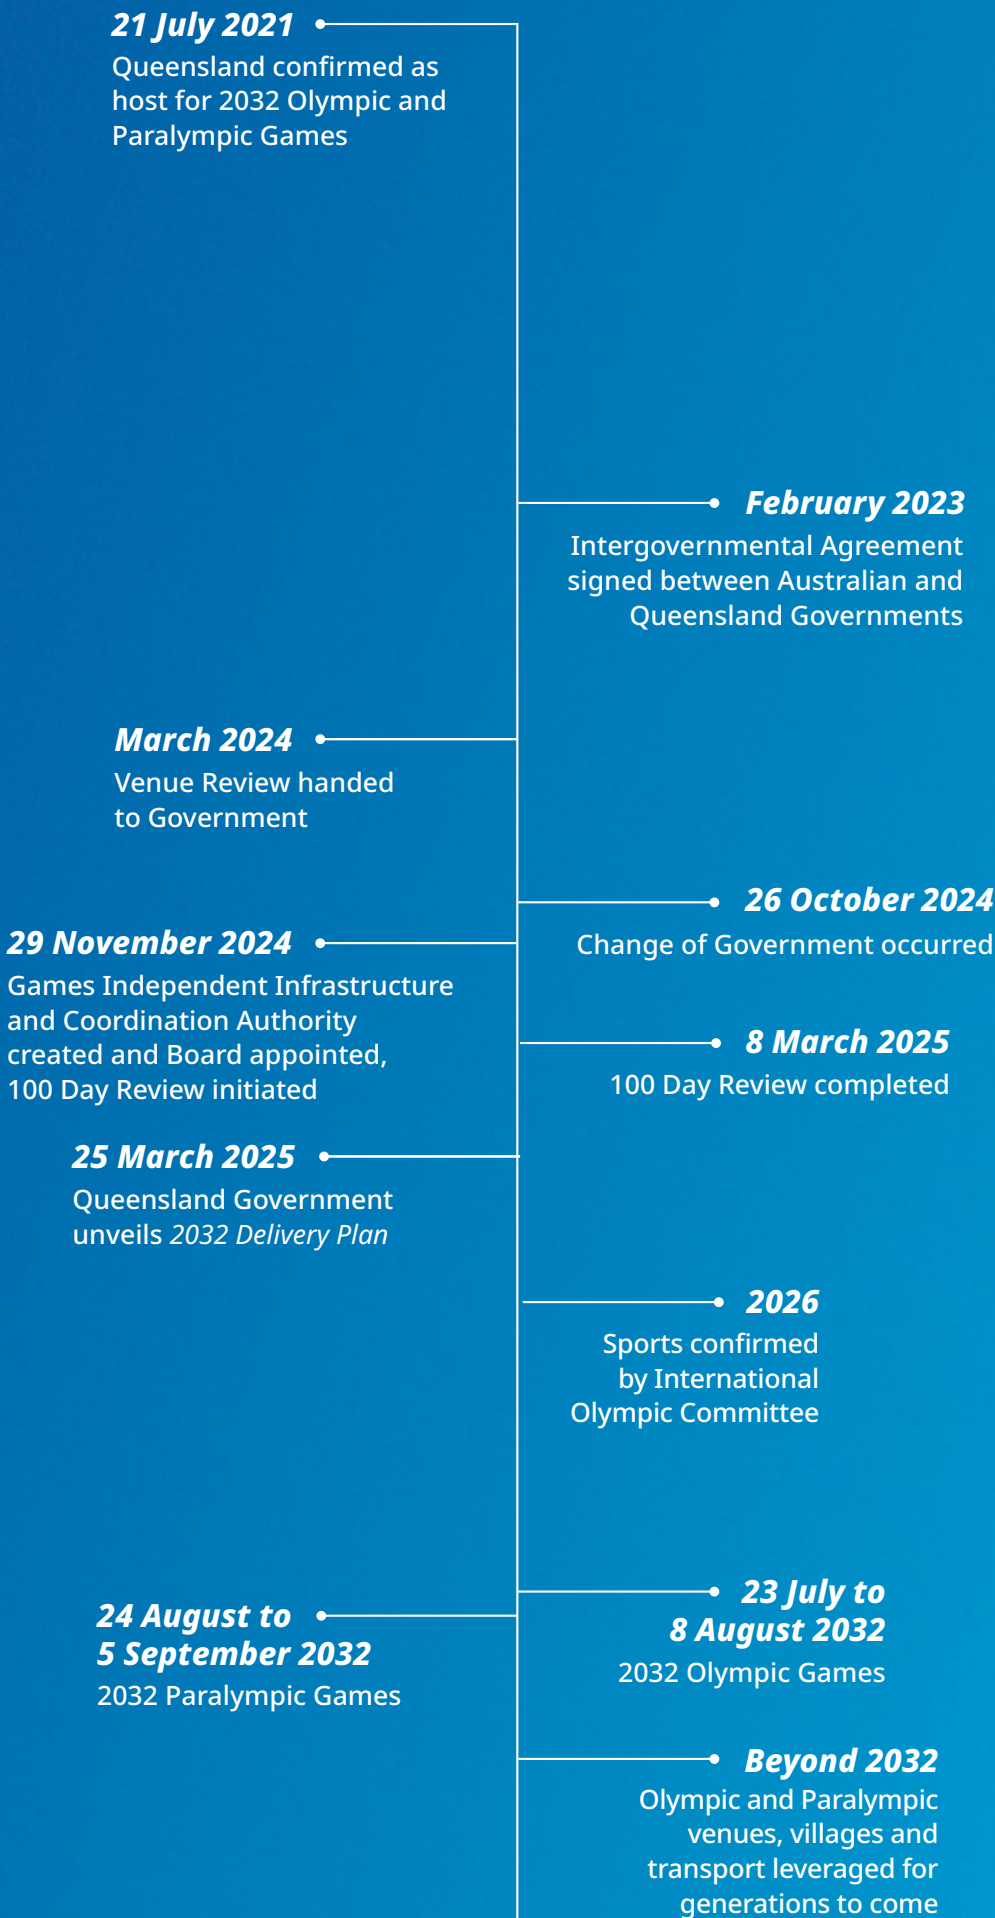 21 July 2021
Queensland confirmed as
host for 2032 Olympic and
Paralympic Games
February 2023
Intergovernmental Agreement
signed between Australian and
Queensland Governments
March 2024
Venue Review handed
to Government
26 October 2024
Change of Government occurred
29 November 2024
Games Independent Infrastructure
and Coordination Authority
created and Board appointed,
100 Day Review initiated
8 March 2025
100 Day Review completed
25 March 2025
Queensland Government
unveils 2032 Delivery Plan
2026
Sports confirmed
by International
Olympic Committee
23 July to
8 August 2032
2032 Olympic Games
24 August to
5 September 2032
2032 Paralympic Games
Beyond 2032
Olympic and Paralympic
venues, villages and
transport leveraged for
generations to come